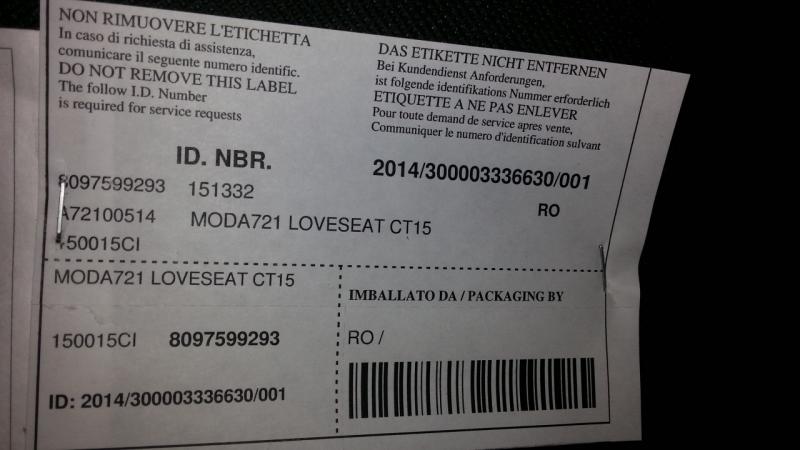 NON RIMUOVERE L'ETICHETTA
In caso di richiesta di assistenza,
comunicare il seguente numero identific.
DO NOT REMOVE THIS LABEL
The follow I.D. Number
is required for service requests
DAS ETIKETTE NICHT ENTFERNEN
Bei Kundendienst Anforderungen,
ist folgende identifikations Nummer erforderlich
ETIQUETTE A NE PAS ENLEVER
Pour toute demand de service apres vente,
Communiquer le numero d'identification sulvant
ID. NBR.
2014/300003336630/001
8097599293 151332
RO
A72100514 MODA721 LOVESEAT CT15
150015CI
MODA721 LOVESEAT CT15
150015CI 8097599293
ID: 2014/300003336630/001
IMBALLATO DA / PACKAGING BY
RO /